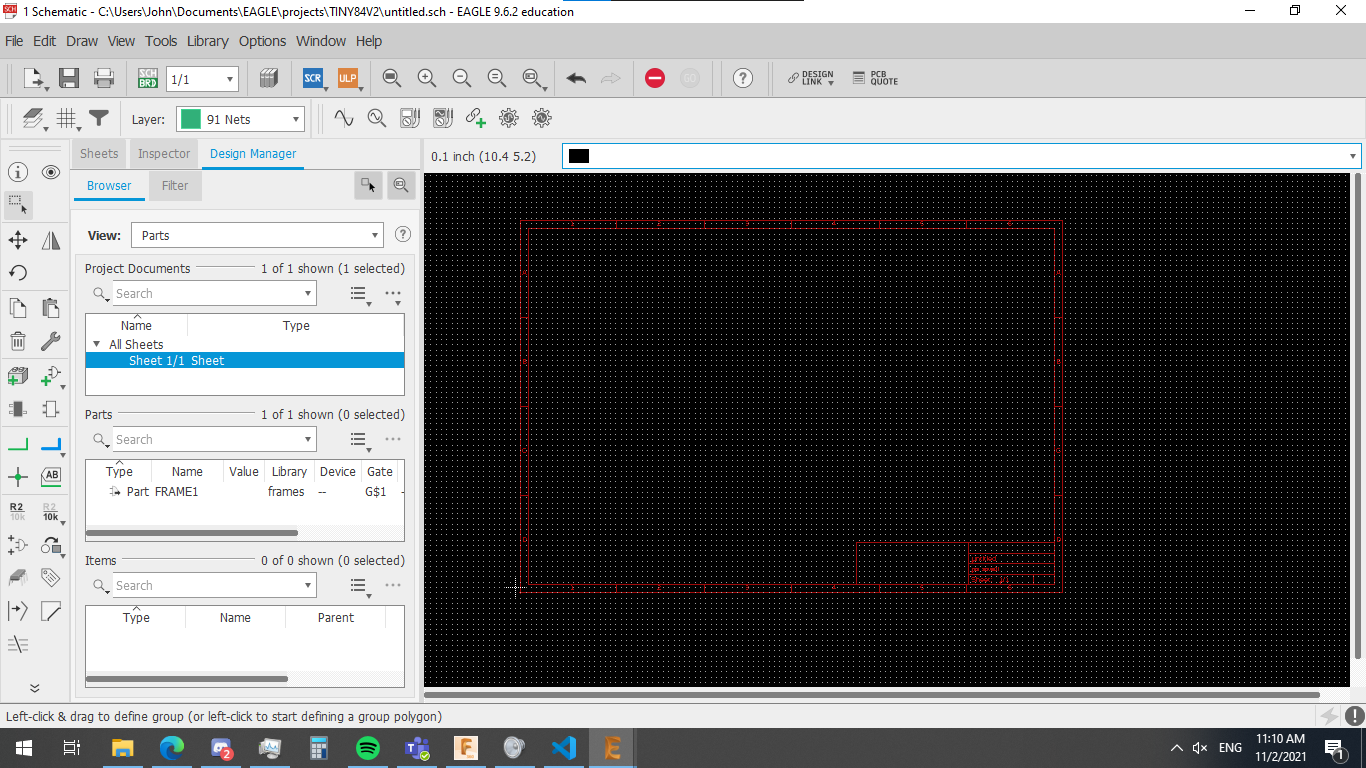 1 Schematic - C:\Users\John\Documents\EAGLE\projects\TINY84V2\untitled.sch - EAGLE 9.6.2 education
File Edit Draw View Tools Library Options Window Help
SCH BRD 1/1 SCR ULP DESIGN LINK PCB QUOTE
Layer: 91 Nets
Sheets Inspector Design Manager
0.1 inch (10.4 5.2)
Browser Filter
View: Parts
Project Documents 1 of 1 shown (1 selected)
Search
Name Type
All Sheets
Sheet 1/1 Sheet
Parts 1 of 1 shown (0 selected)
Search
Type Name Value Library Device Gate
Part FRAME1 frames -- G$1
Items 0 of 0 shown (0 selected)
Search
Type Name Parent
AB
R2 10k R2 10k
Left-click & drag to define group (or left-click to start defining a group polygon)
2
ENG
11:10 AM
11/2/2021
1